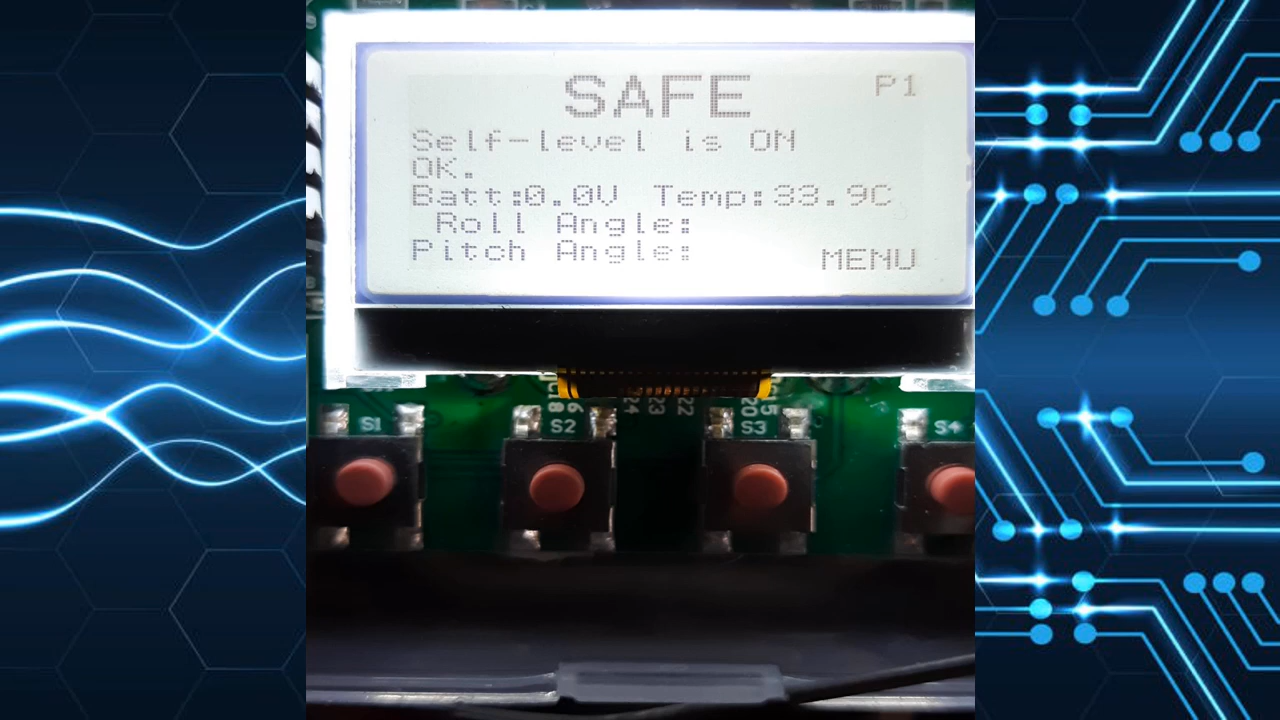 SAFE P1
Self-level is ON
OK.
Batt:0.0V Temp:33.9C
Roll Angle:
Pitch Angle:
MENU
S1 S2 S3 S4